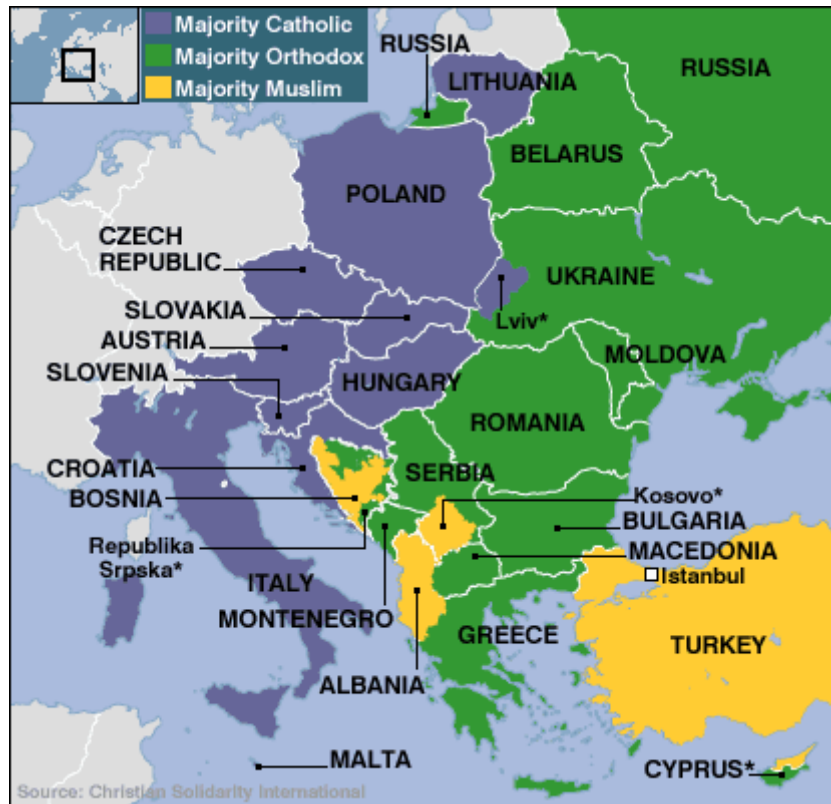 Majority Catholic
Majority Orthodox
Majority Muslim
RUSSIA
LITHUANIA
RUSSIA
BELARUS
POLAND
CZECH
REPUBLIC
UKRAINE
SLOVAKIA
Lviv*
AUSTRIA
MOLDOVA
SLOVENIA
HUNGARY
ROMANIA
CROATIA
SERBIA
BOSNIA
Kosovo*
BULGARIA
Republika
Srpska*
MACEDONIA
ITALY
Istanbul
MONTENEGRO
GREECE
TURKEY
ALBANIA
MALTA
CYPRUS*
Source: Christian Solidarity International